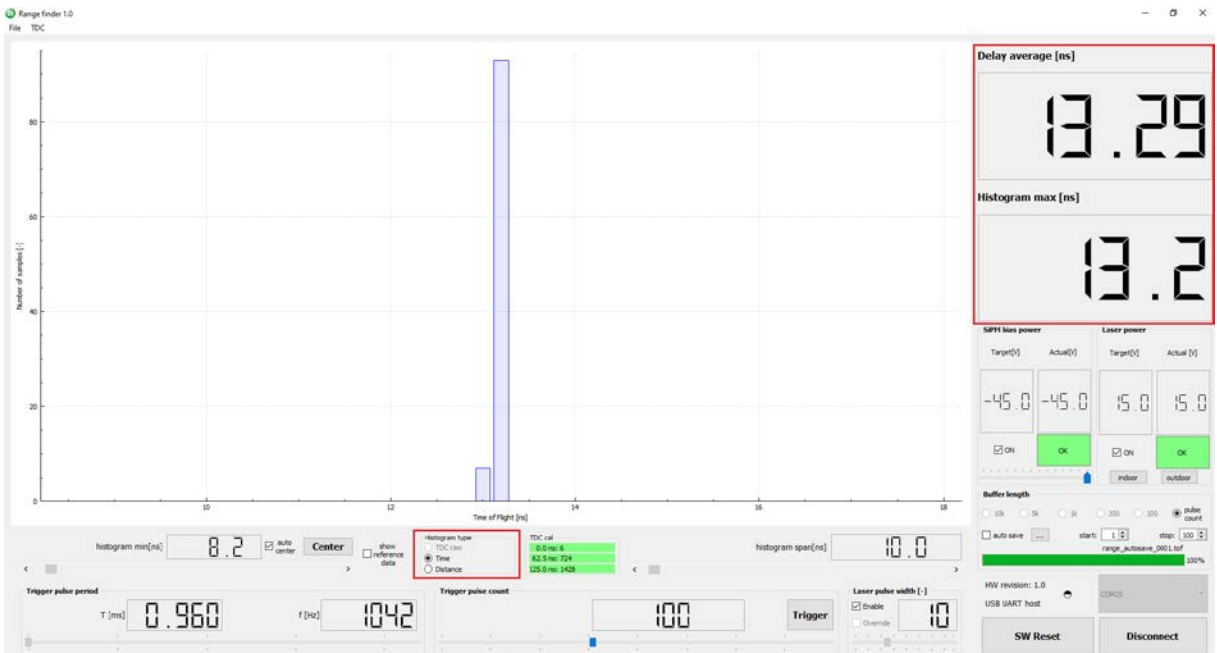 Range finder 1.0
File TDC
Number of samples [-]
80
60
40
20
0
10 12 14 16 18
Time of Flight [ns]
Delay average [ns]
13.29
Histogram max [ns]
13.2
SiPM bias power
Target[V] Actual[V]
-45.0 -45.0
ON OK
Laser power
Target[V] Actual [V]
15.0 15.0
ON OK
indoor outdoor
Buffer length
10k 5k 1k 200 100 pulse count
auto save ... start: 1 stop: 100
range_autosave_0001.tof
100%
histogram min[ns] 8.2
auto center
Center
show reference data
Histogram type
TDC raw
Time
Distance
TDC cal
0.0 ns: 6
62.5 ns: 724
125.0 ns: 1428
histogram span[ns] 10.0
Trigger pulse period
T [ms] 0.960 f [Hz] 1042
Trigger pulse count
100 Trigger
Laser pulse width [-]
Enable
Override
10
HW revision: 1.0
USB UART host
COM28
SW Reset Disconnect